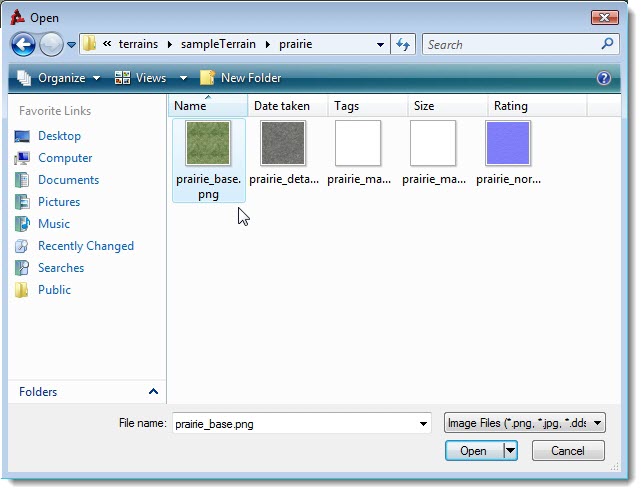 Open
« terrains ▸ sampleTerrain ▸ prairie
Search
Organize Views New Folder
Favorite Links
Desktop
Computer
Documents
Pictures
Music
Recently Changed
Searches
Public
Folders
Name Date taken Tags Size Rating
prairie_base.
png
prairie_deta...
prairie_ma...
prairie_ma...
prairie_nor...
File name: prairie_base.png
Image Files (*.png, *.jpg, *.dds
Open Cancel